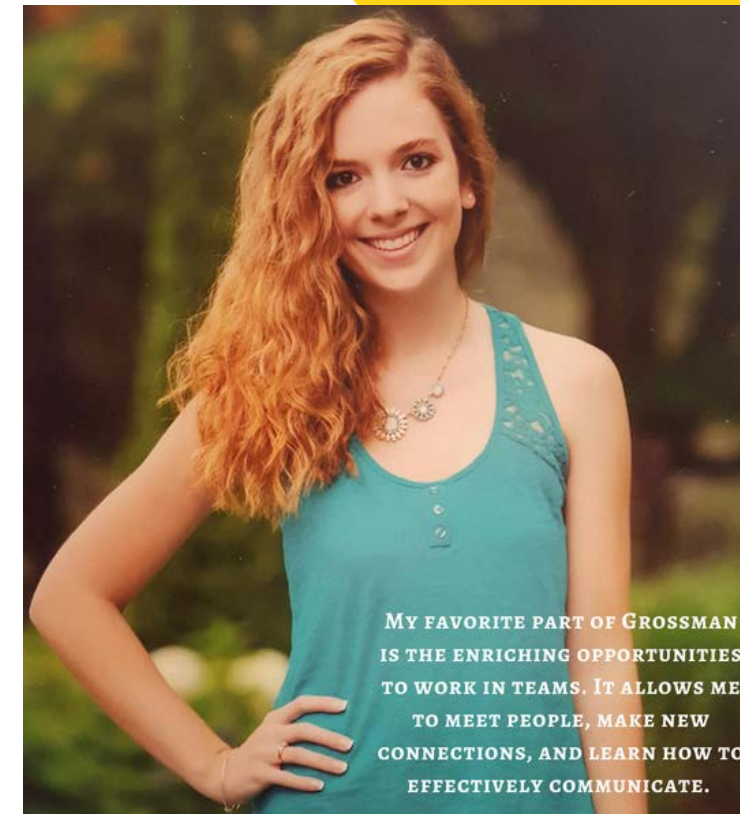 My favorite part of Grossman
is the enriching opportunities
to work in teams. It allows me
to meet people, make new
connections, and learn how to
effectively communicate.